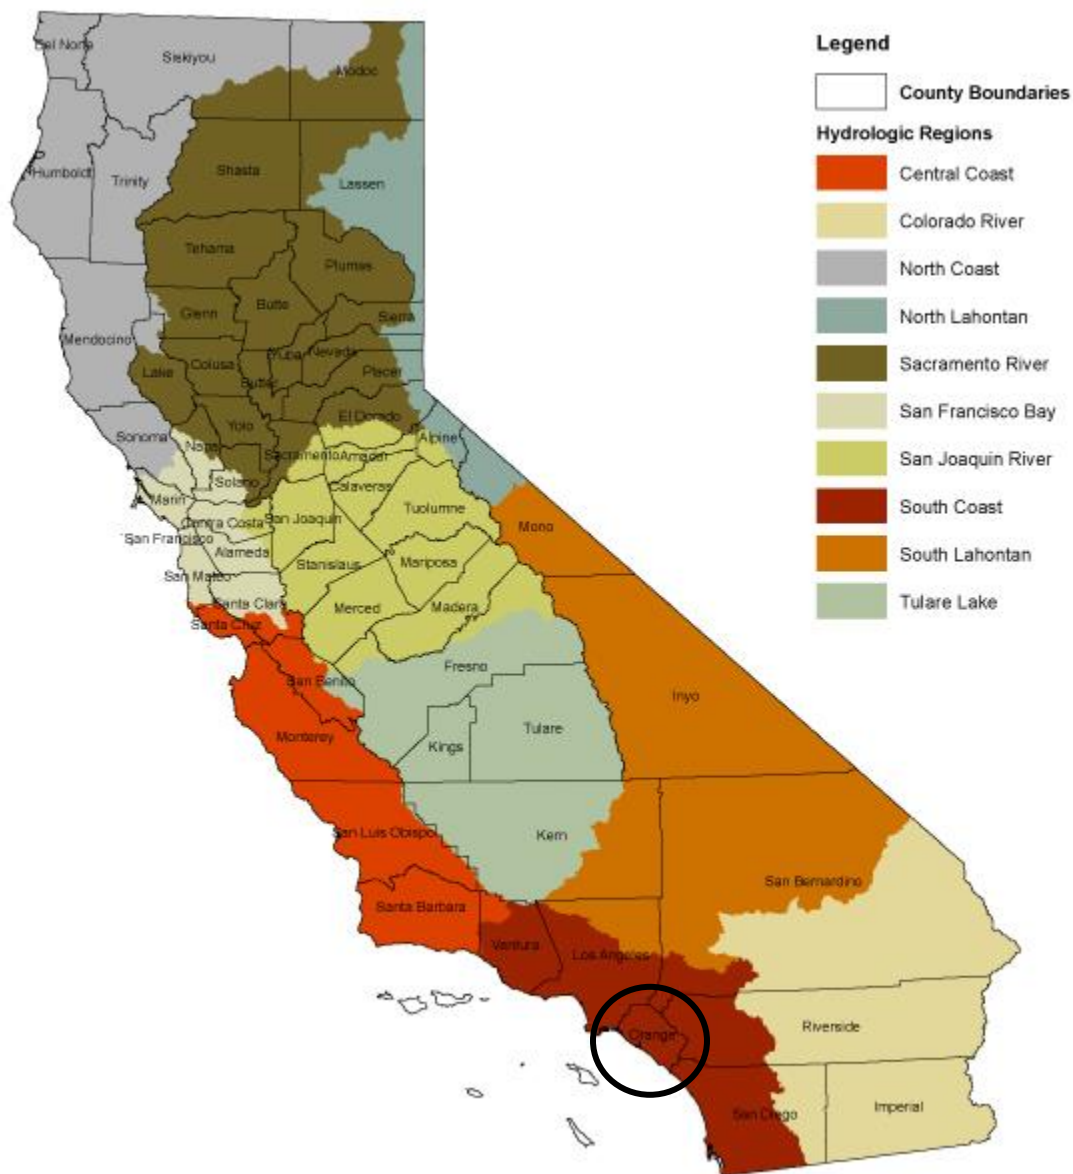 Legend
County Boundaries
Hydrologic Regions
Central Coast
Colorado River
North Coast
North Lahontan
Sacramento River
San Francisco Bay
San Joaquin River
South Coast
South Lahontan
Tulare Lake
Del Norte
Siskiyou
Modoc
Humboldt
Trinity
Shasta
Lassen
Tehama
Plumas
Butte
Glenn
Sierra
Mendocino
Colusa
Yuba
Nevada
Lake
Sutter
Placer
Yolo
El Dorado
Sonoma
Napa
Alpine
Sacramento
Amador
Solano
Calaveras
Marin
Tuolumne
Contra Costa
San Joaquin
Mono
San Francisco
Alameda
Stanislaus
Mariposa
San Mateo
Santa Clara
Merced
Madera
Santa Cruz
Fresno
San Benito
Inyo
Monterey
Kings
Tulare
San Luis Obispo
Kern
San Bernardino
Santa Barbara
Ventura
Los Angeles
Orange
Riverside
San Diego
Imperial